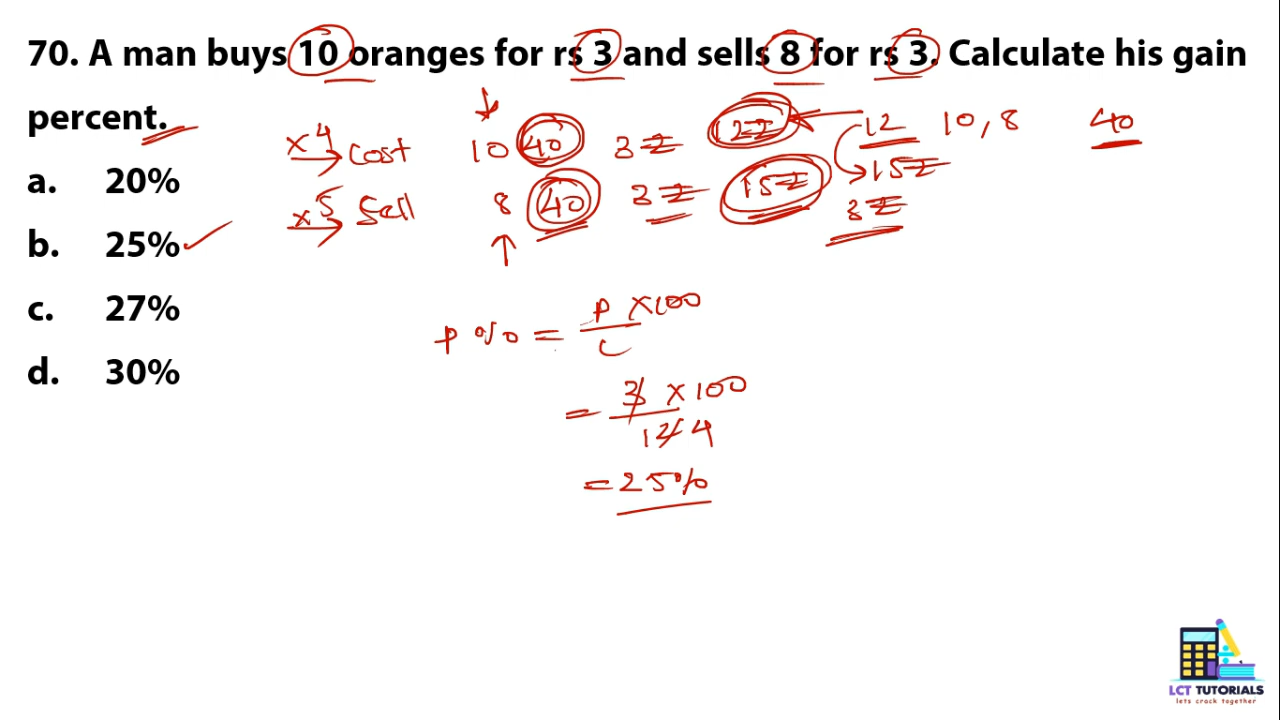 70. A man buys 10 oranges for rs 3 and sells 8 for rs 3. Calculate his gain
percent.
×4 cost 10 40 3 12 12 10, 8 40
15
a. 20%
×5 Sell 8 40 3 15 3
b. 25%
c. 27%
P % = P ×100
C
d. 30%
= 3 ×100
12 4
= 25%
LCT TUTORIALS
lets crack together